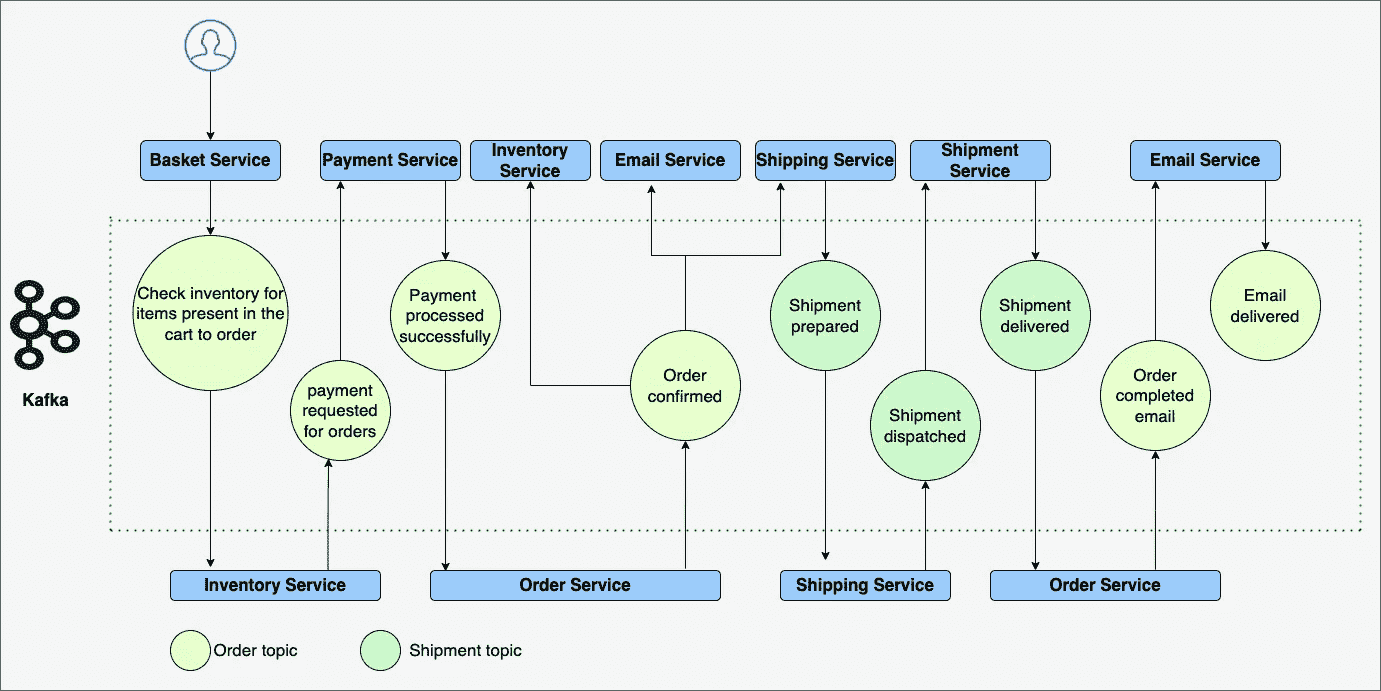 Basket Service
Payment Service
Inventory
Service
Email Service
Shipping Service
Shipment
Service
Email Service
Check inventory for
items present in the
cart to order
payment
requested
for orders
Payment
processed
successfully
Order
confirmed
Shipment
prepared
Shipment
dispatched
Shipment
delivered
Order
completed
email
Email
delivered
Kafka
Inventory Service
Order Service
Shipping Service
Order Service
Order topic
Shipment topic